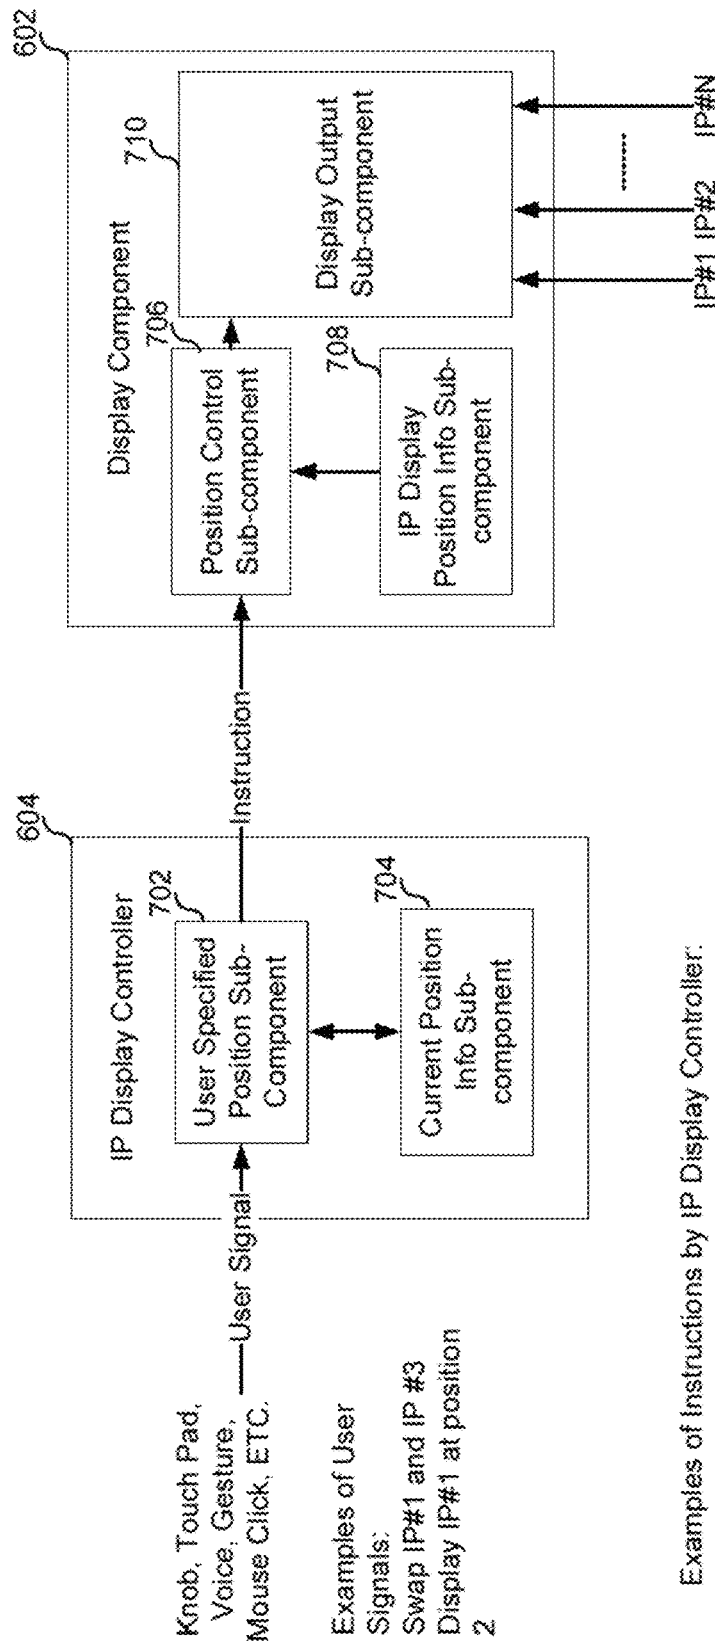 Knob, Touch Pad,
Voice, Gesture,
Mouse Click, ETC.
Examples of User
Signals:
Swap IP#1 and IP #3
Display IP#1 at position
2
User Signal
604
IP Display Controller
702
User Specified
Position Sub-
Component
704
Current Position
Info Sub-
component
Instruction
602
Display Component
706
Position Control
Sub-component
708
IP Display
Position Info Sub-
component
710
Display Output
Sub-component
IP#1 IP#2 IP#N
Examples of Instructions by IP Display Controller: